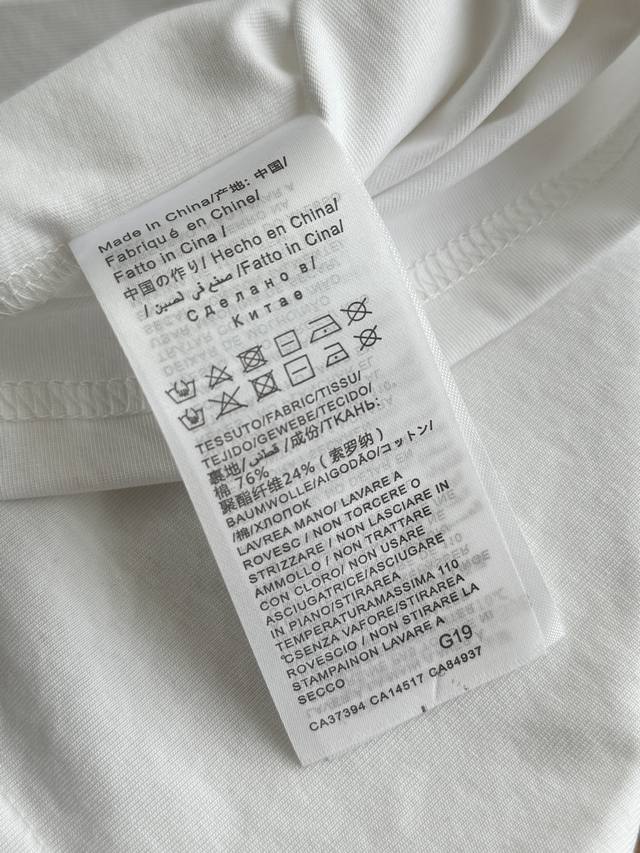 Made In China/产地: 中国/
Fabriqué en Chine/
Fatto in Cina /
中国の作り/ Hecho en China/
/ صنع في الصين /Fatto in Cina/
Сделано в/
Китае
TESSUTO/FABRIC/TISSU/
TEJIDO/GEWEBE/TECIDO/
裏地/قماش/成份/ТКАНЬ:
棉 76%
聚酯纤维24% ( 索罗纳 )
BAUMWOLLE/AIGODÃO/コットン/
/棉/ХЛОПОК
LAVREA MANO/ LAVARE A
ROVESC / NON TORCERE O
STRIZZARE / NON LASCIARE IN
AMMOLLO / NON TRATTARE
CON CLORO/ NON USARE
ASCIUGATRICE/ASCIUGARE
IN PIANO/STIRAREA
TEMPERATURAMASSIMA 110
℃SENZA VAFORE/STIRAREA
ROVESCIO / NON STIRARE LA
STAMPAINON LAVARE A
SECCO
G19
CA37394 CA14517 CA84937